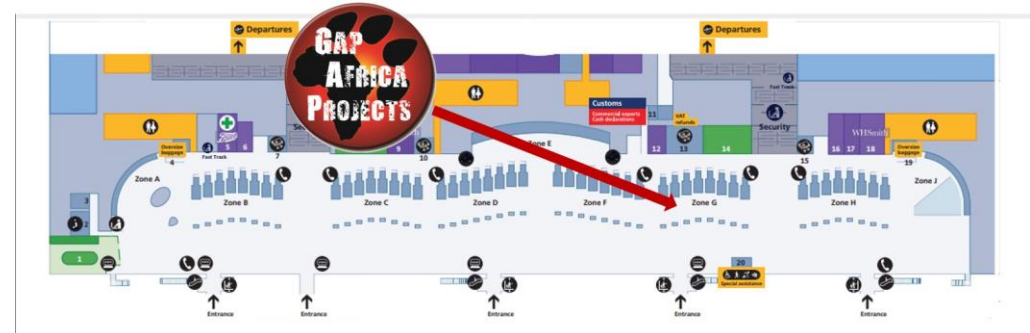 Departures
Departures
GAP
AFRICA
PROJECTS
Customs
Commercial exports
Cash declarations
11
VAT
refunds
Fast Track
Security
Boots
5
6
Se
9
12
13
14
16
17
18
WHSmith
Oversize
baggage
4
Fast Track
7
10
Zone E
15
Oversize
baggage
19
Zone A
Zone B
Zone C
Zone D
Zone F
Zone G
Zone H
Zone J
3
2
1
20
Special assistance
Entrance
Entrance
Entrance
Entrance
Entrance